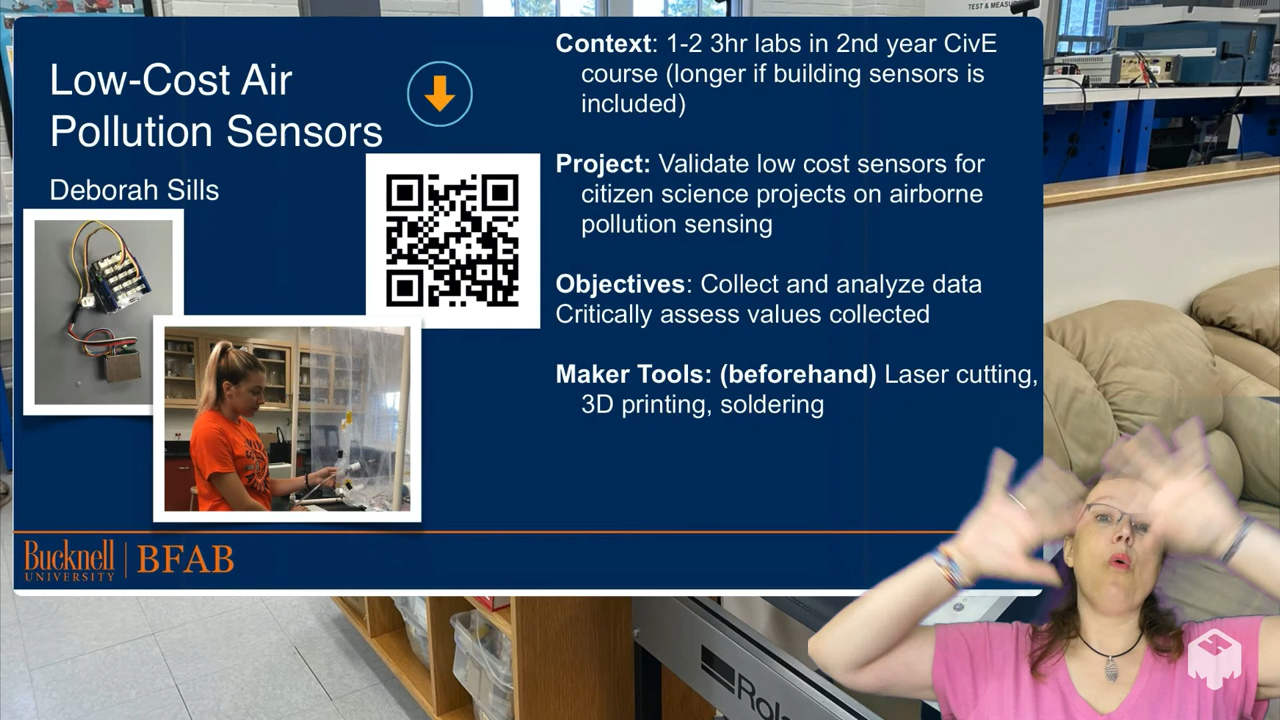 TEST & MEASU
Low-Cost Air
Pollution Sensors
Deborah Sills
Context: 1-2 3hr labs in 2nd year CivE
course (longer if building sensors is
included)
Project: Validate low cost sensors for
citizen science projects on airborne
pollution sensing
Objectives: Collect and analyze data
Critically assess values collected
Maker Tools: (beforehand) Laser cutting,
3D printing, soldering
Bucknell
UNIVERSITY
BFAB
Rol